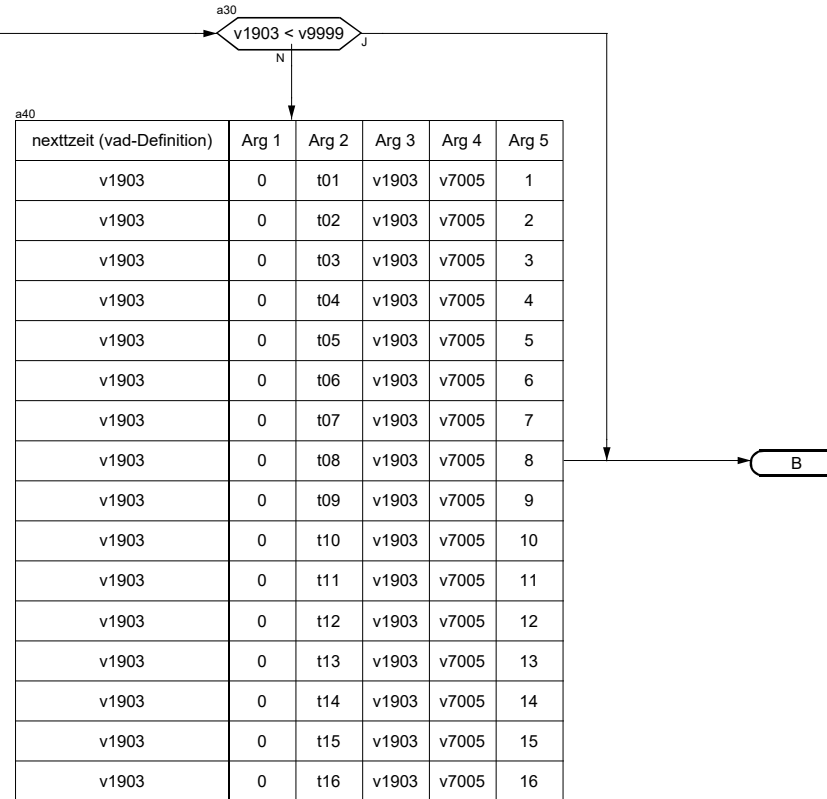 a30
v1903 < v9999
J
N
a40
nexttzeit (vad-Definition) Arg 1 Arg 2 Arg 3 Arg 4 Arg 5
v1903 0 t01 v1903 v7005 1
v1903 0 t02 v1903 v7005 2
v1903 0 t03 v1903 v7005 3
v1903 0 t04 v1903 v7005 4
v1903 0 t05 v1903 v7005 5
v1903 0 t06 v1903 v7005 6
v1903 0 t07 v1903 v7005 7
v1903 0 t08 v1903 v7005 8
B
v1903 0 t09 v1903 v7005 9
v1903 0 t10 v1903 v7005 10
v1903 0 t11 v1903 v7005 11
v1903 0 t12 v1903 v7005 12
v1903 0 t13 v1903 v7005 13
v1903 0 t14 v1903 v7005 14
v1903 0 t15 v1903 v7005 15
v1903 0 t16 v1903 v7005 16